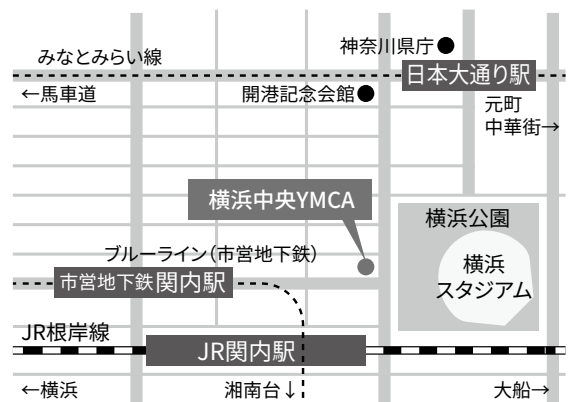 神奈川県庁
みなとみらい線
日本大通り駅
←馬車道
開港記念会館
元町
中華街→
横浜中央YMCA
横浜公園
ブルーライン(市営地下鉄)
横浜
スタジアム
市営地下鉄関内駅
JR根岸線
JR関内駅
←横浜
湘南台↓
大船→